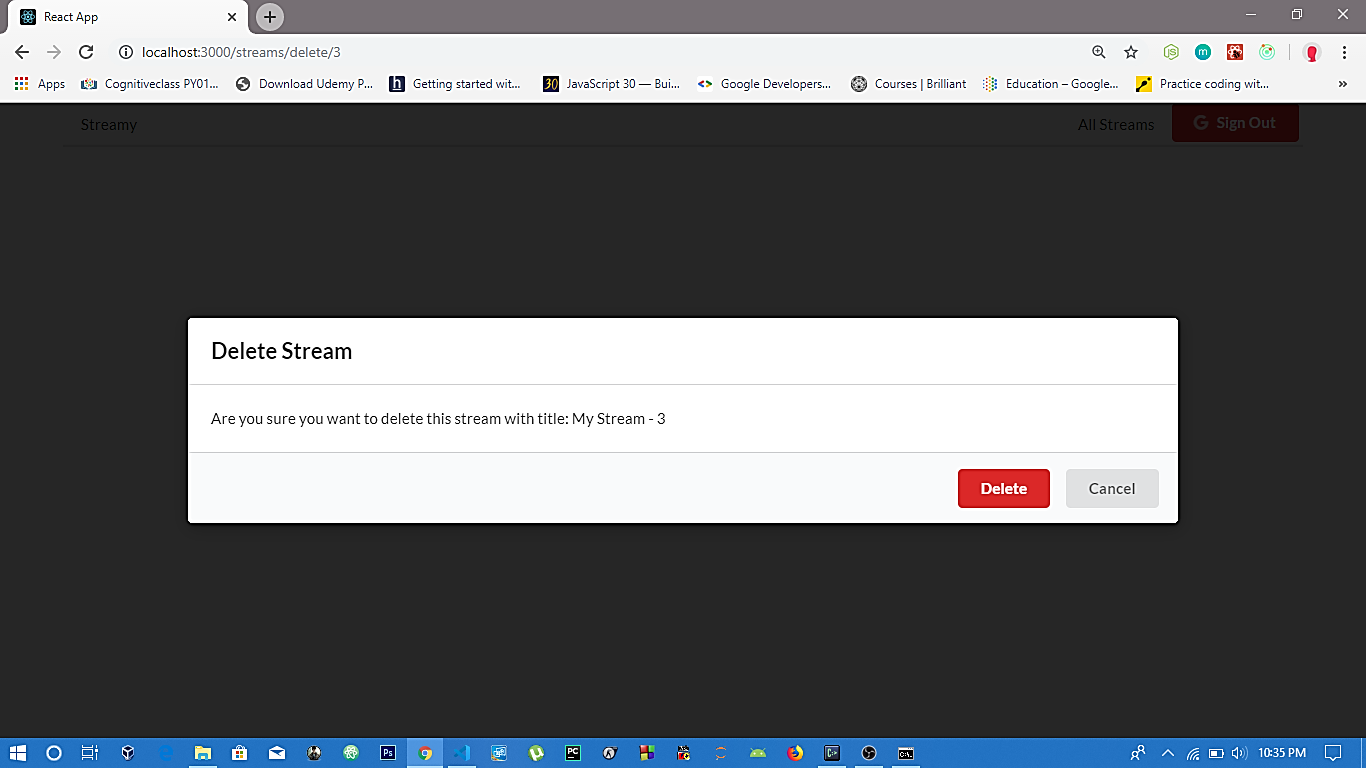 React App
localhost:3000/streams/delete/3
Apps Cognitiveclass PY01... Download Udemy P... Getting started wit... JavaScript 30 — Bui... Google Developers... Courses | Brilliant Education – Google... Practice coding wit... »
Streamy All Streams Sign Out
Delete Stream
Are you sure you want to delete this stream with title: My Stream - 3
Delete Cancel
10:35 PM